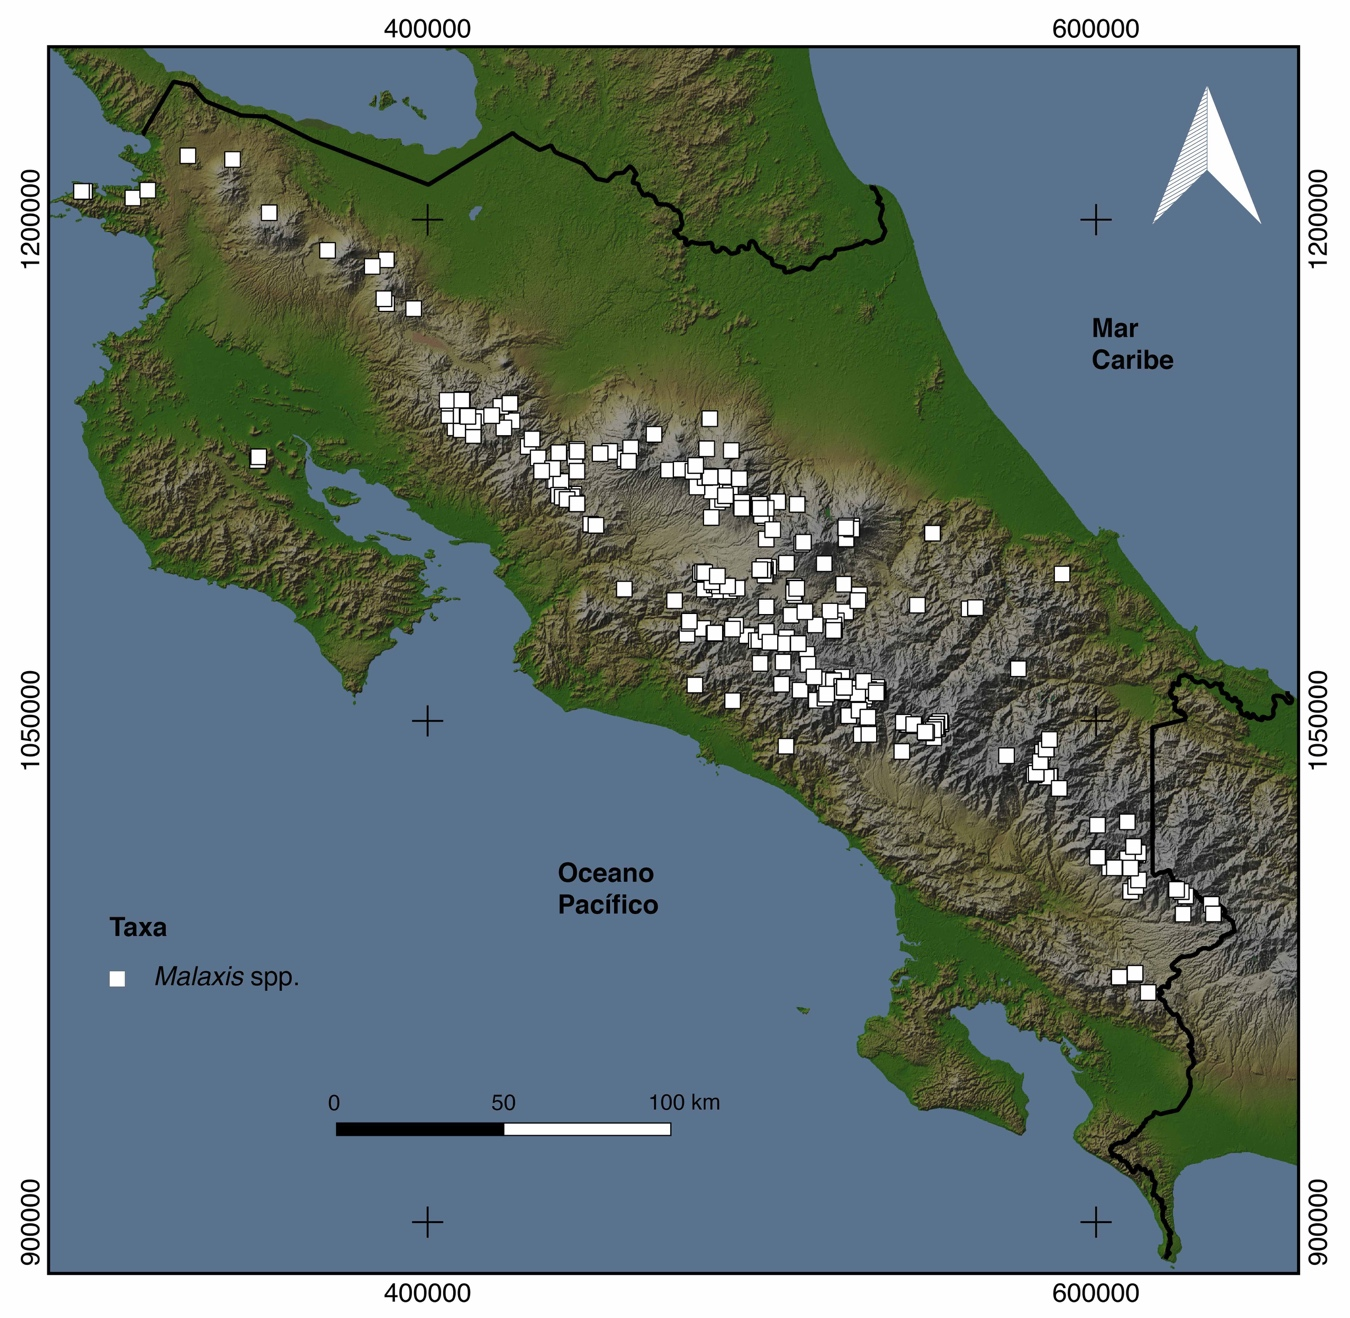 400000 600000
1200000 1200000
Mar
Caribe
1050000 1050000
Oceano
Pacífico
Taxa
Malaxis spp.
0 50 100 km
900000 900000
400000 600000